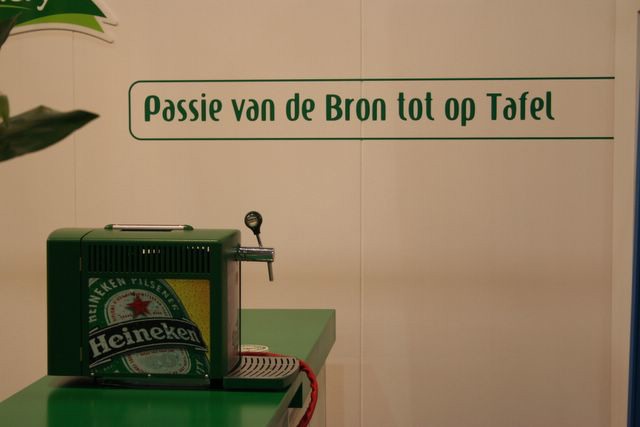 Passie van de Bron tot op Tafel
HEINEKEN PILSENER
Heineken